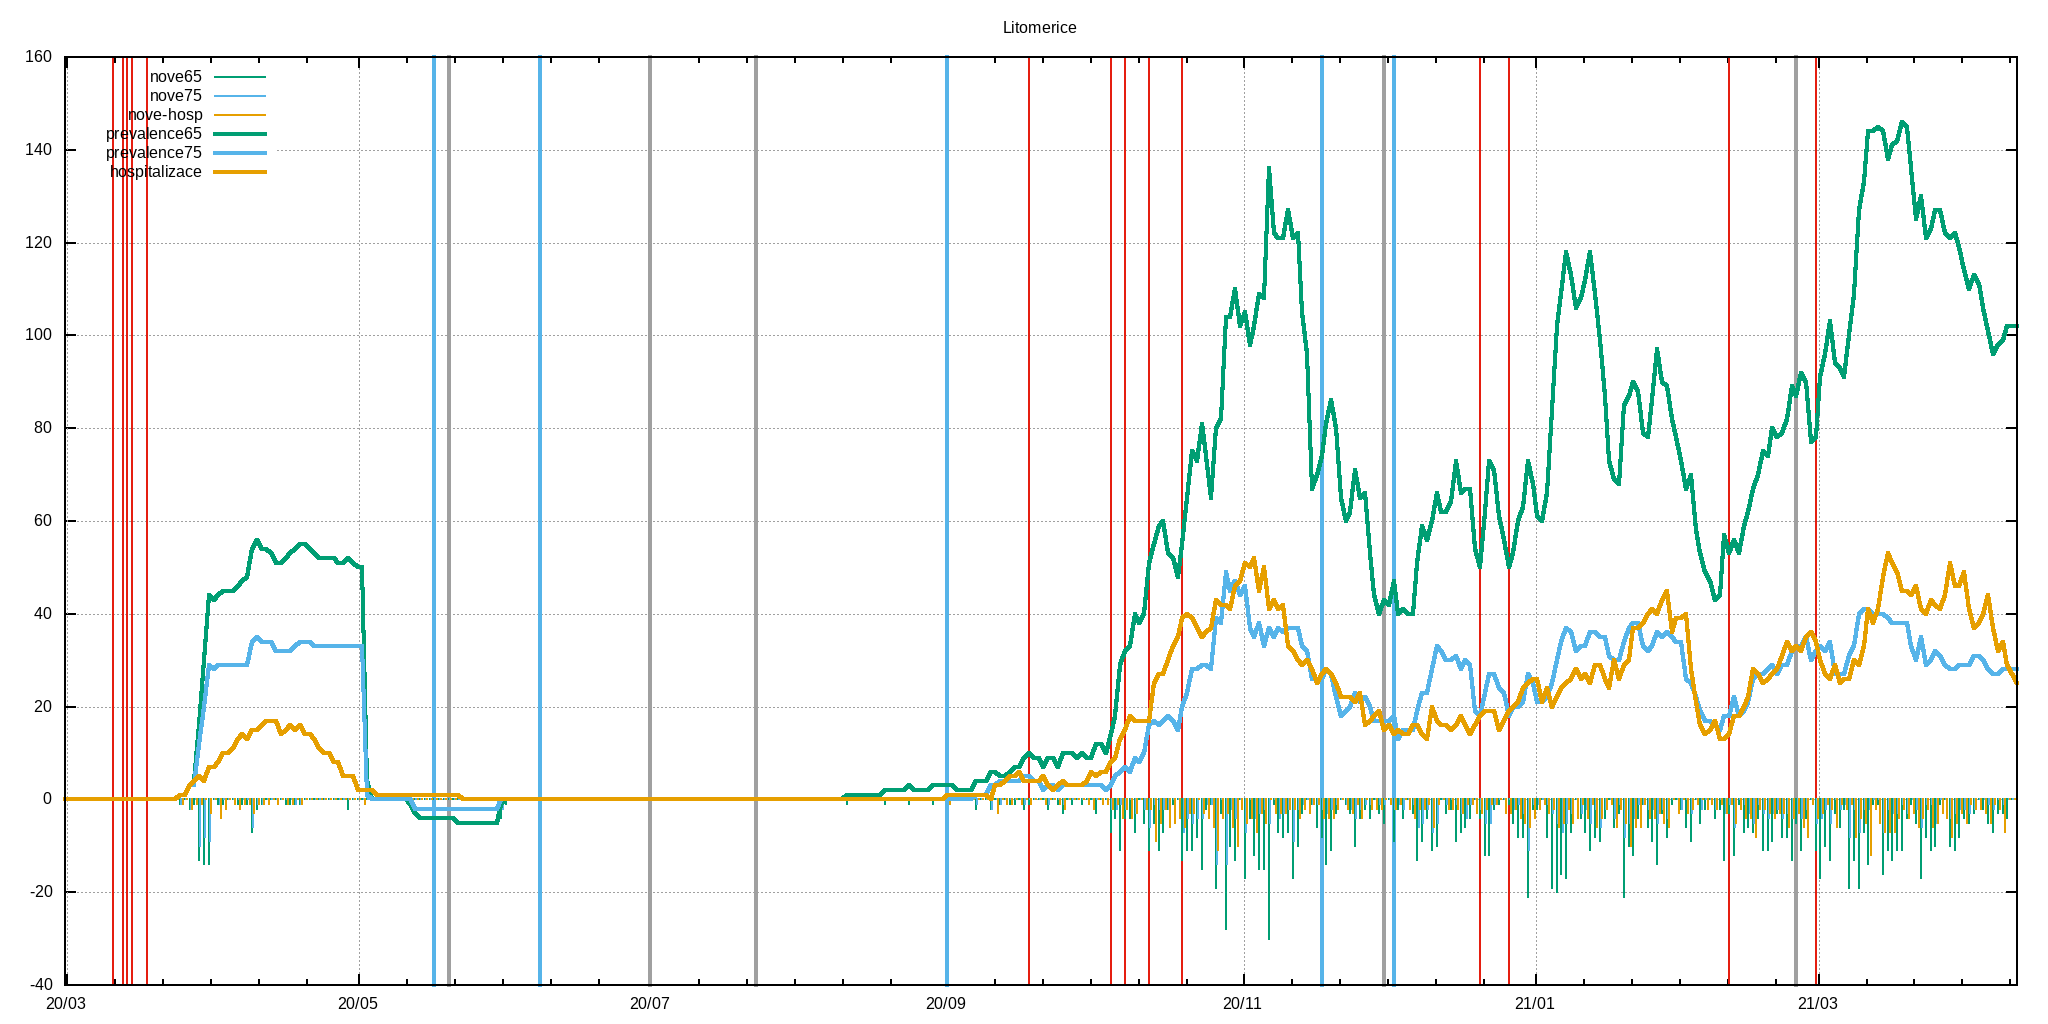 Litomerice
160
140
120
100
80
60
40
20
0
-20
-40
nove65
nove75
nove-hosp
prevalence65
prevalence75
hospitalizace
20/03 20/05 20/07 20/09 20/11 21/01 21/03